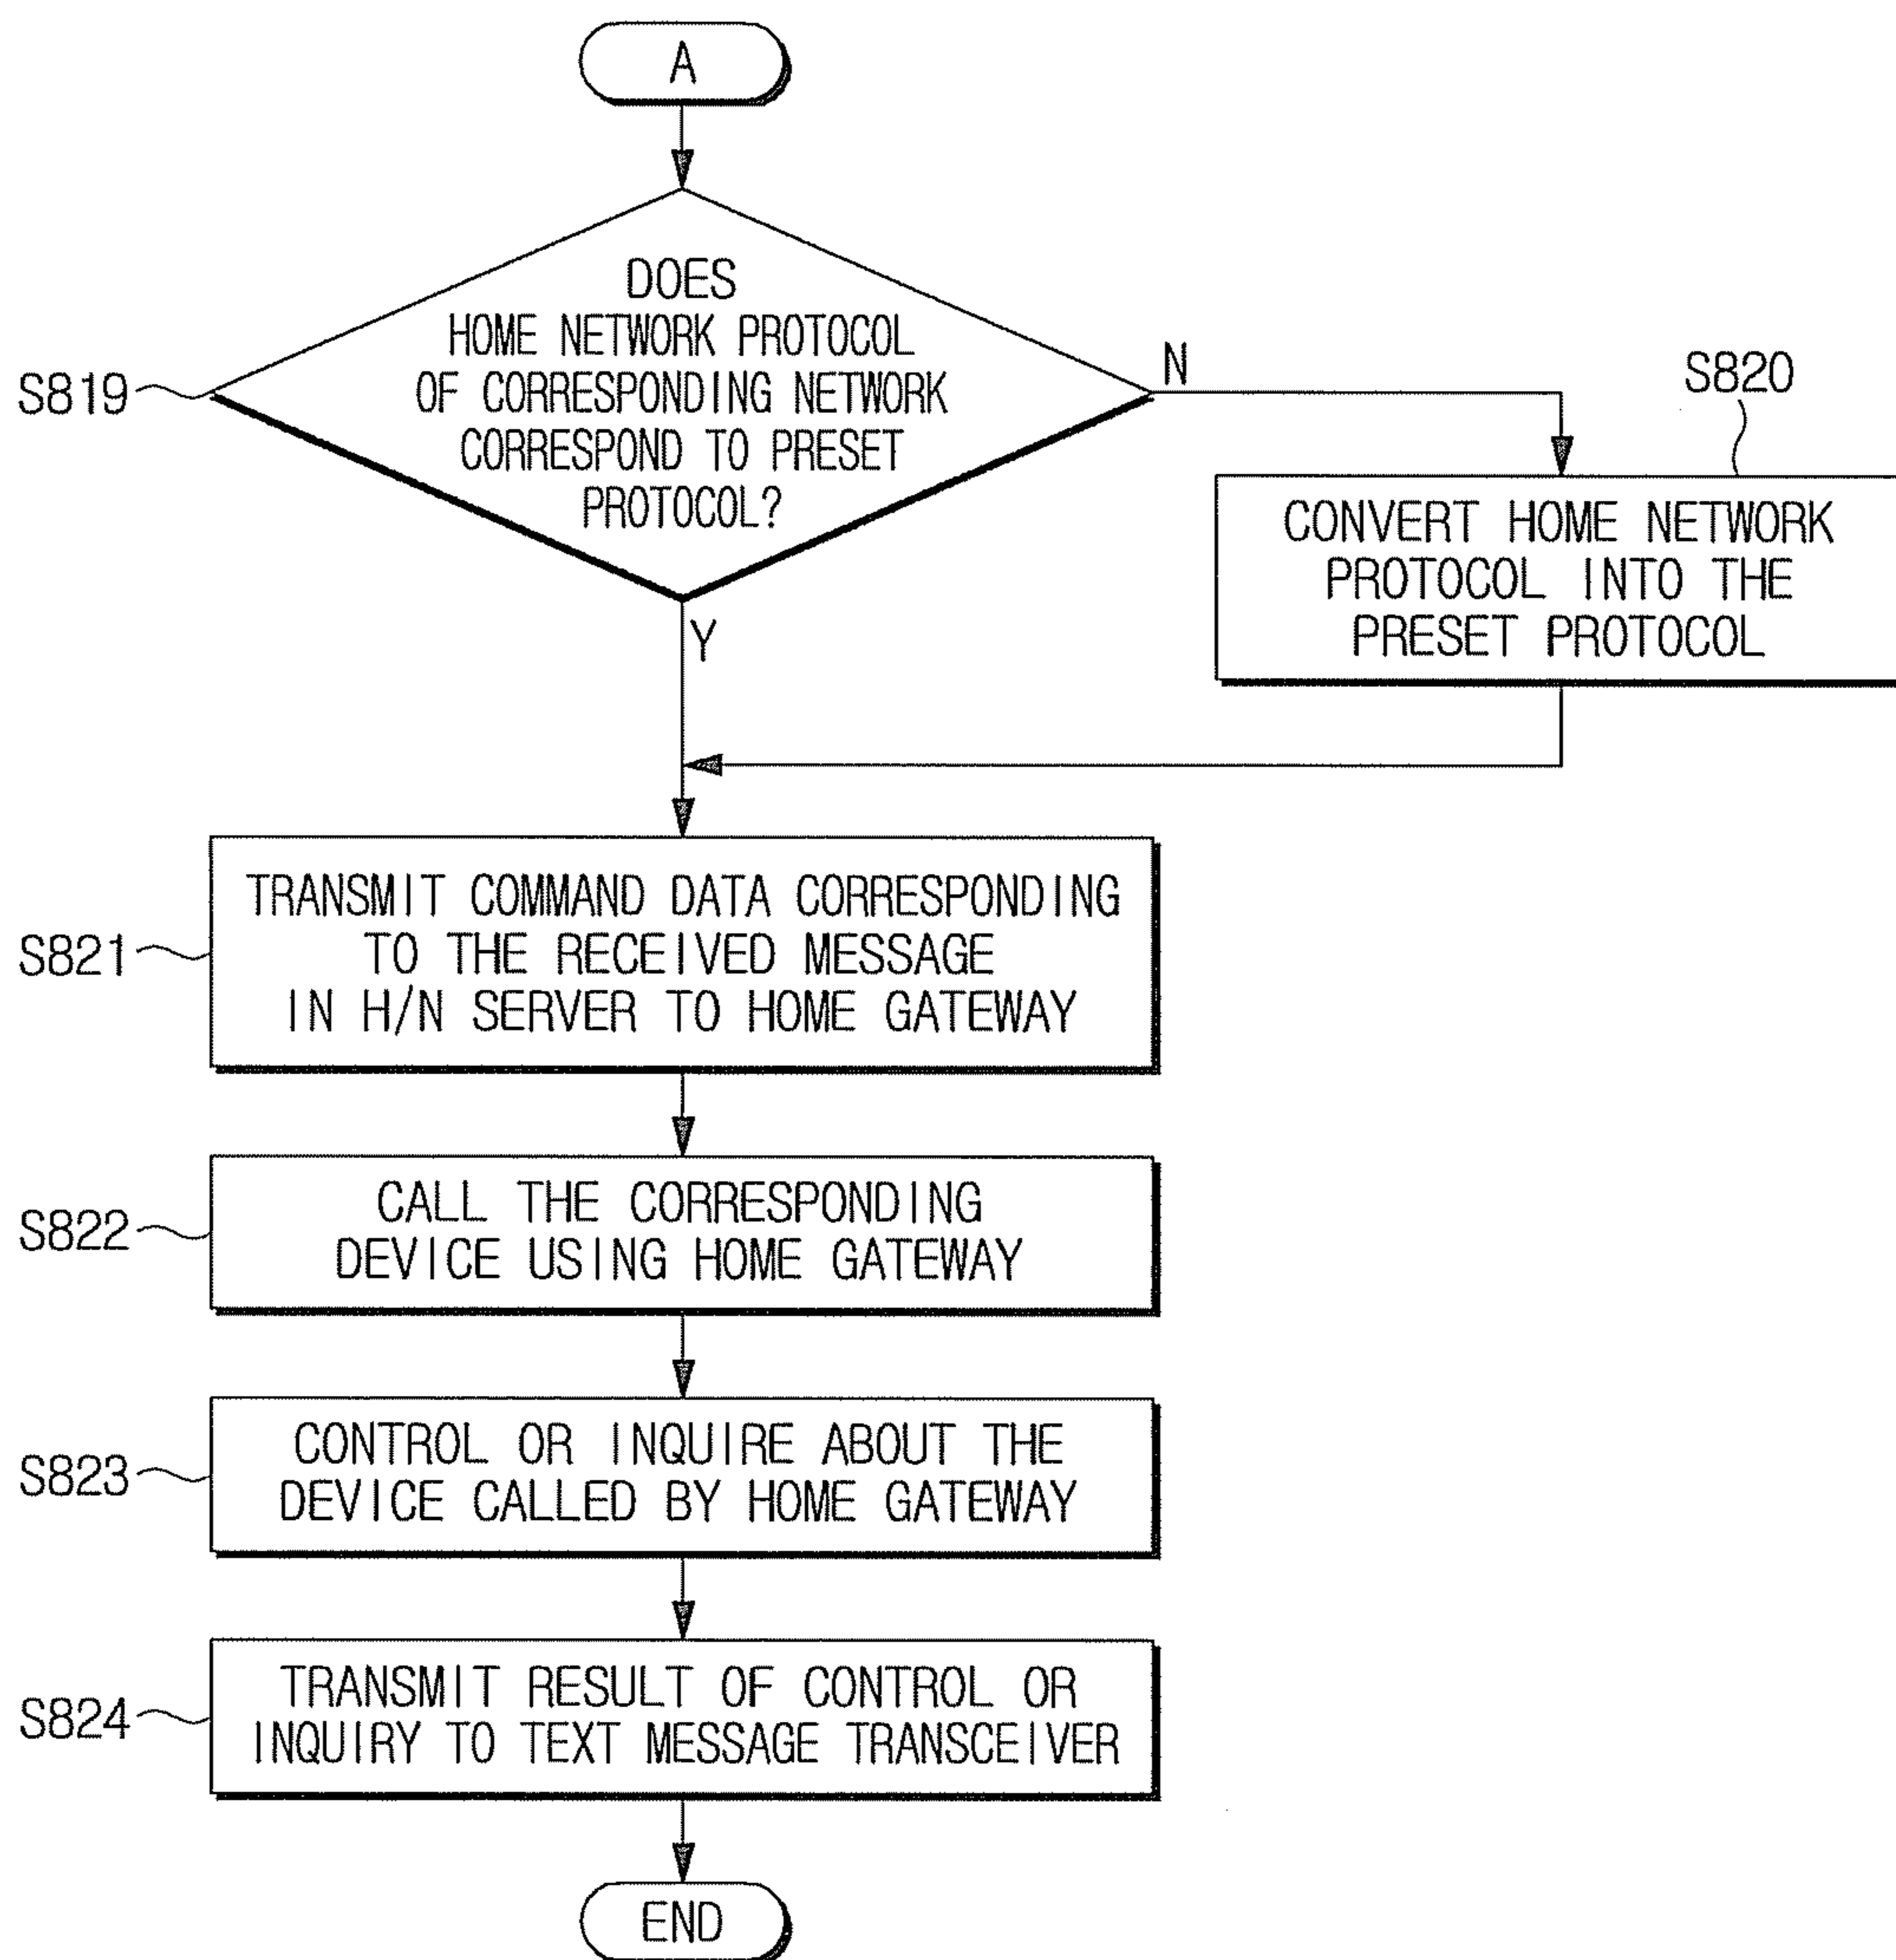 A
DOES
HOME NETWORK PROTOCOL
OF CORRESPONDING NETWORK
CORRESPOND TO PRESET
PROTOCOL?
S819
N
S820
CONVERT HOME NETWORK
PROTOCOL INTO THE
PRESET PROTOCOL
Y
TRANSMIT COMMAND DATA CORRESPONDING
TO THE RECEIVED MESSAGE
IN H/N SERVER TO HOME GATEWAY
S821
CALL THE CORRESPONDING
DEVICE USING HOME GATEWAY
S822
CONTROL OR INQUIRE ABOUT THE
DEVICE CALLED BY HOME GATEWAY
S823
TRANSMIT RESULT OF CONTROL OR
INQUIRY TO TEXT MESSAGE TRANSCEIVER
S824
END